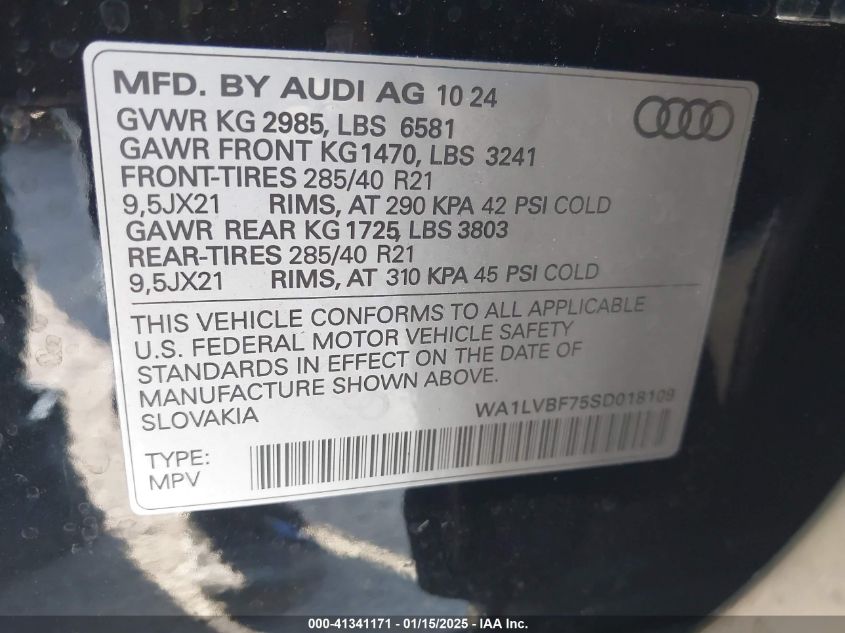 MFD. BY AUDI AG 10 24
GVWR KG 2985, LBS 6581
GAWR FRONT KG1470, LBS 3241
FRONT-TIRES 285/40 R21
9,5JX21 RIMS, AT 290 KPA 42 PSI COLD
GAWR REAR KG 1725, LBS 3803
REAR-TIRES 285/40 R21
9,5JX21 RIMS, AT 310 KPA 45 PSI COLD
THIS VEHICLE CONFORMS TO ALL APPLICABLE
U.S. FEDERAL MOTOR VEHICLE SAFETY
STANDARDS IN EFFECT ON THE DATE OF
MANUFACTURE SHOWN ABOVE.
SLOVAKIA WA1LVBF75SD018109
TYPE:
MPV
000-41341171 - 01/15/2025 - IAA Inc.